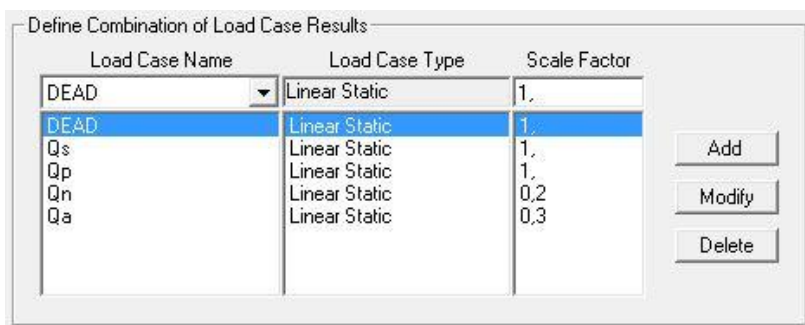 Define Combination of Load Case Results
Load Case Name Load Case Type Scale Factor
DEAD Linear Static 1,
DEAD Linear Static 1,
Qs Linear Static 1,
Qp Linear Static 1,
Qn Linear Static 0,2
Qa Linear Static 0,3
Add
Modify
Delete